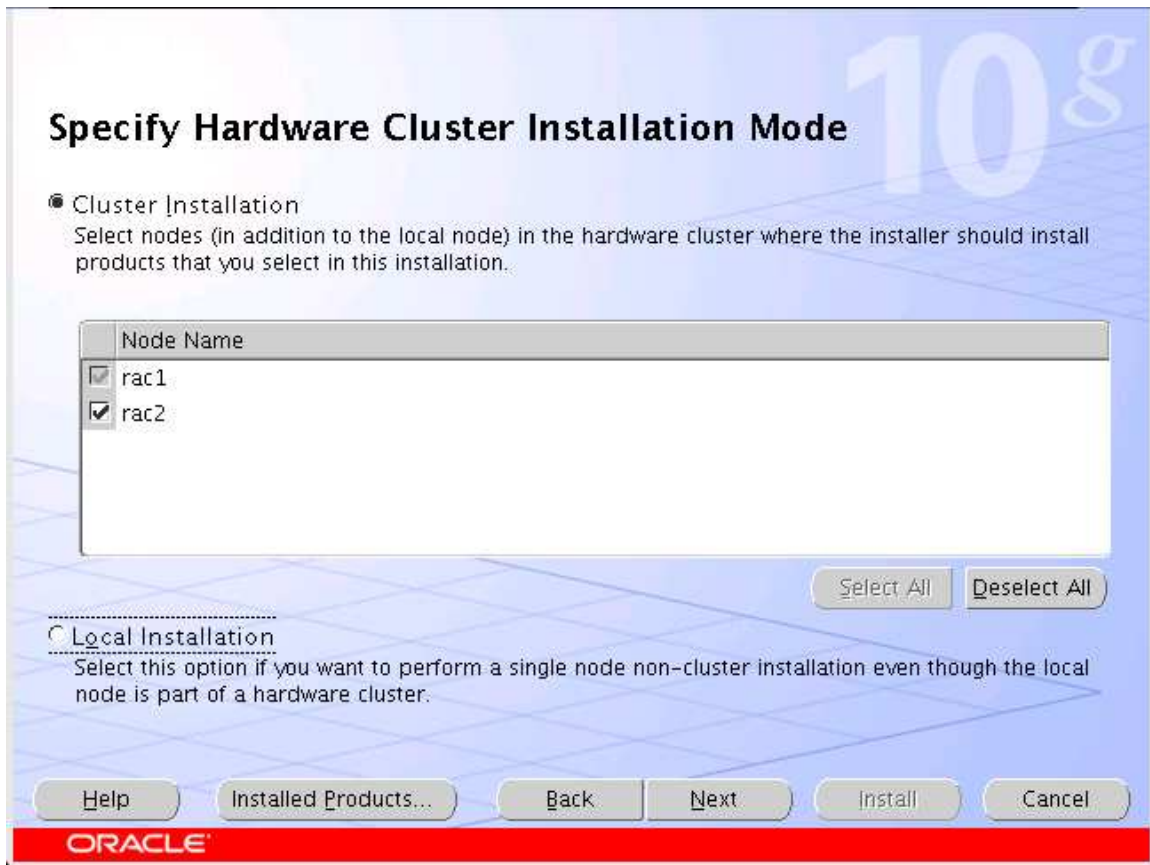 10g
Specify Hardware Cluster Installation Mode
Cluster Installation
Select nodes (in addition to the local node) in the hardware cluster where the installer should install
products that you select in this installation.
Node Name
rac1
rac2
Select All Deselect All
Local Installation
Select this option if you want to perform a single node non-cluster installation even though the local
node is part of a hardware cluster.
Help Installed Products... Back Next Install Cancel
ORACLE